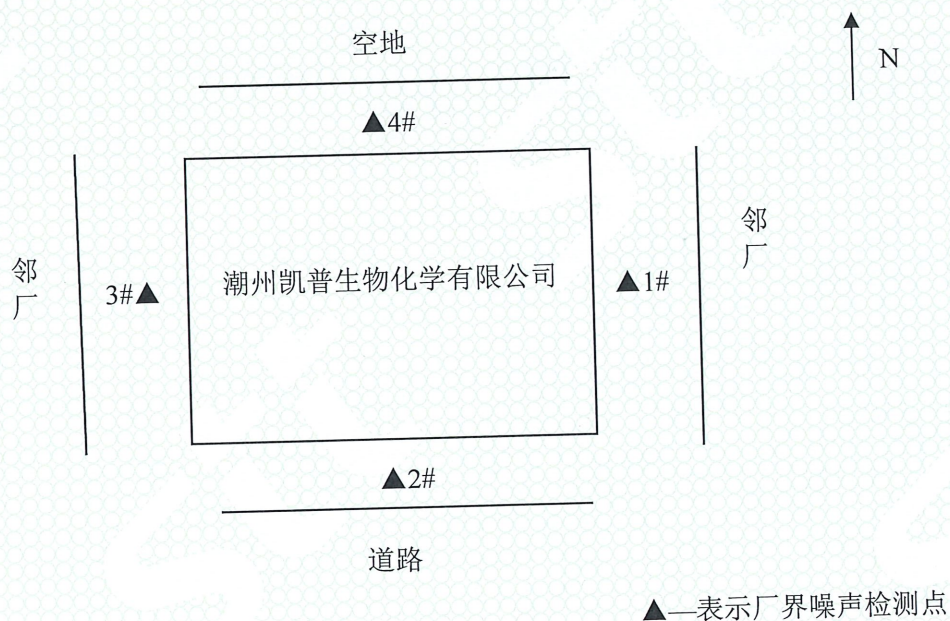 空地
N
▲4#
邻厂
邻厂
3#▲
潮州凯普生物化学有限公司
▲1#
▲2#
道路
▲—表示厂界噪声检测点